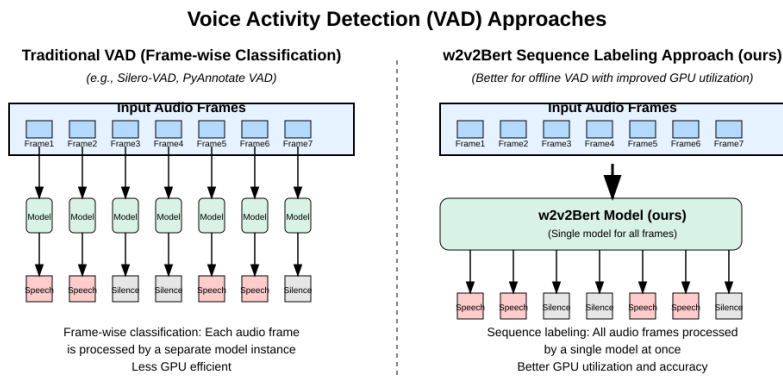 Voice Activity Detection (VAD) Approaches
Traditional VAD (Frame-wise Classification)
(e.g., Silero-VAD, PyAnnotate VAD)
Input Audio Frames
Frame1 Frame2 Frame3 Frame4 Frame5 Frame6 Frame7
Model Model Model Model Model Model Model
Speech Speech Silence Silence Speech Speech Silence
Frame-wise classification: Each audio frame
is processed by a separate model instance
Less GPU efficient
w2v2Bert Sequence Labeling Approach (ours)
(Better for offline VAD with improved GPU utilization)
Input Audio Frames
Frame1 Frame2 Frame3 Frame4 Frame5 Frame6 Frame7
w2v2Bert Model (ours)
(Single model for all frames)
Speech Speech Silence Silence Speech Speech Silence
Sequence labeling: All audio frames processed
by a single model at once
Better GPU utilization and accuracy